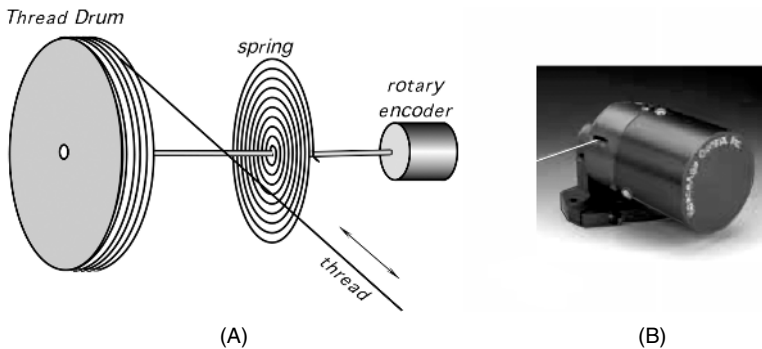 Thread Drum
spring
rotary
encoder
thread
(A)
(B)